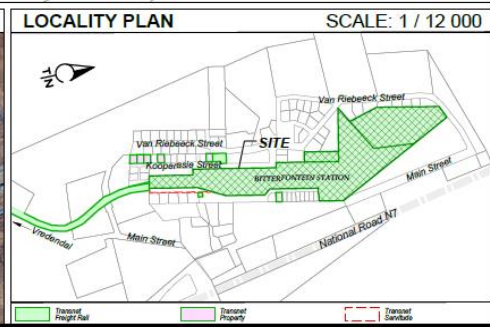 LOCALITY PLAN
SCALE: 1 / 12 000
TN
Van Riebeeck Street
Van Riebeeck Street
SITE
Kooperasie Street
BITTERFONTEIN STATION
Main Street
Vredendal
Main Street
National Road N7
Transnet
Freight Rail
Transnet
Property
Transnet
Servitude